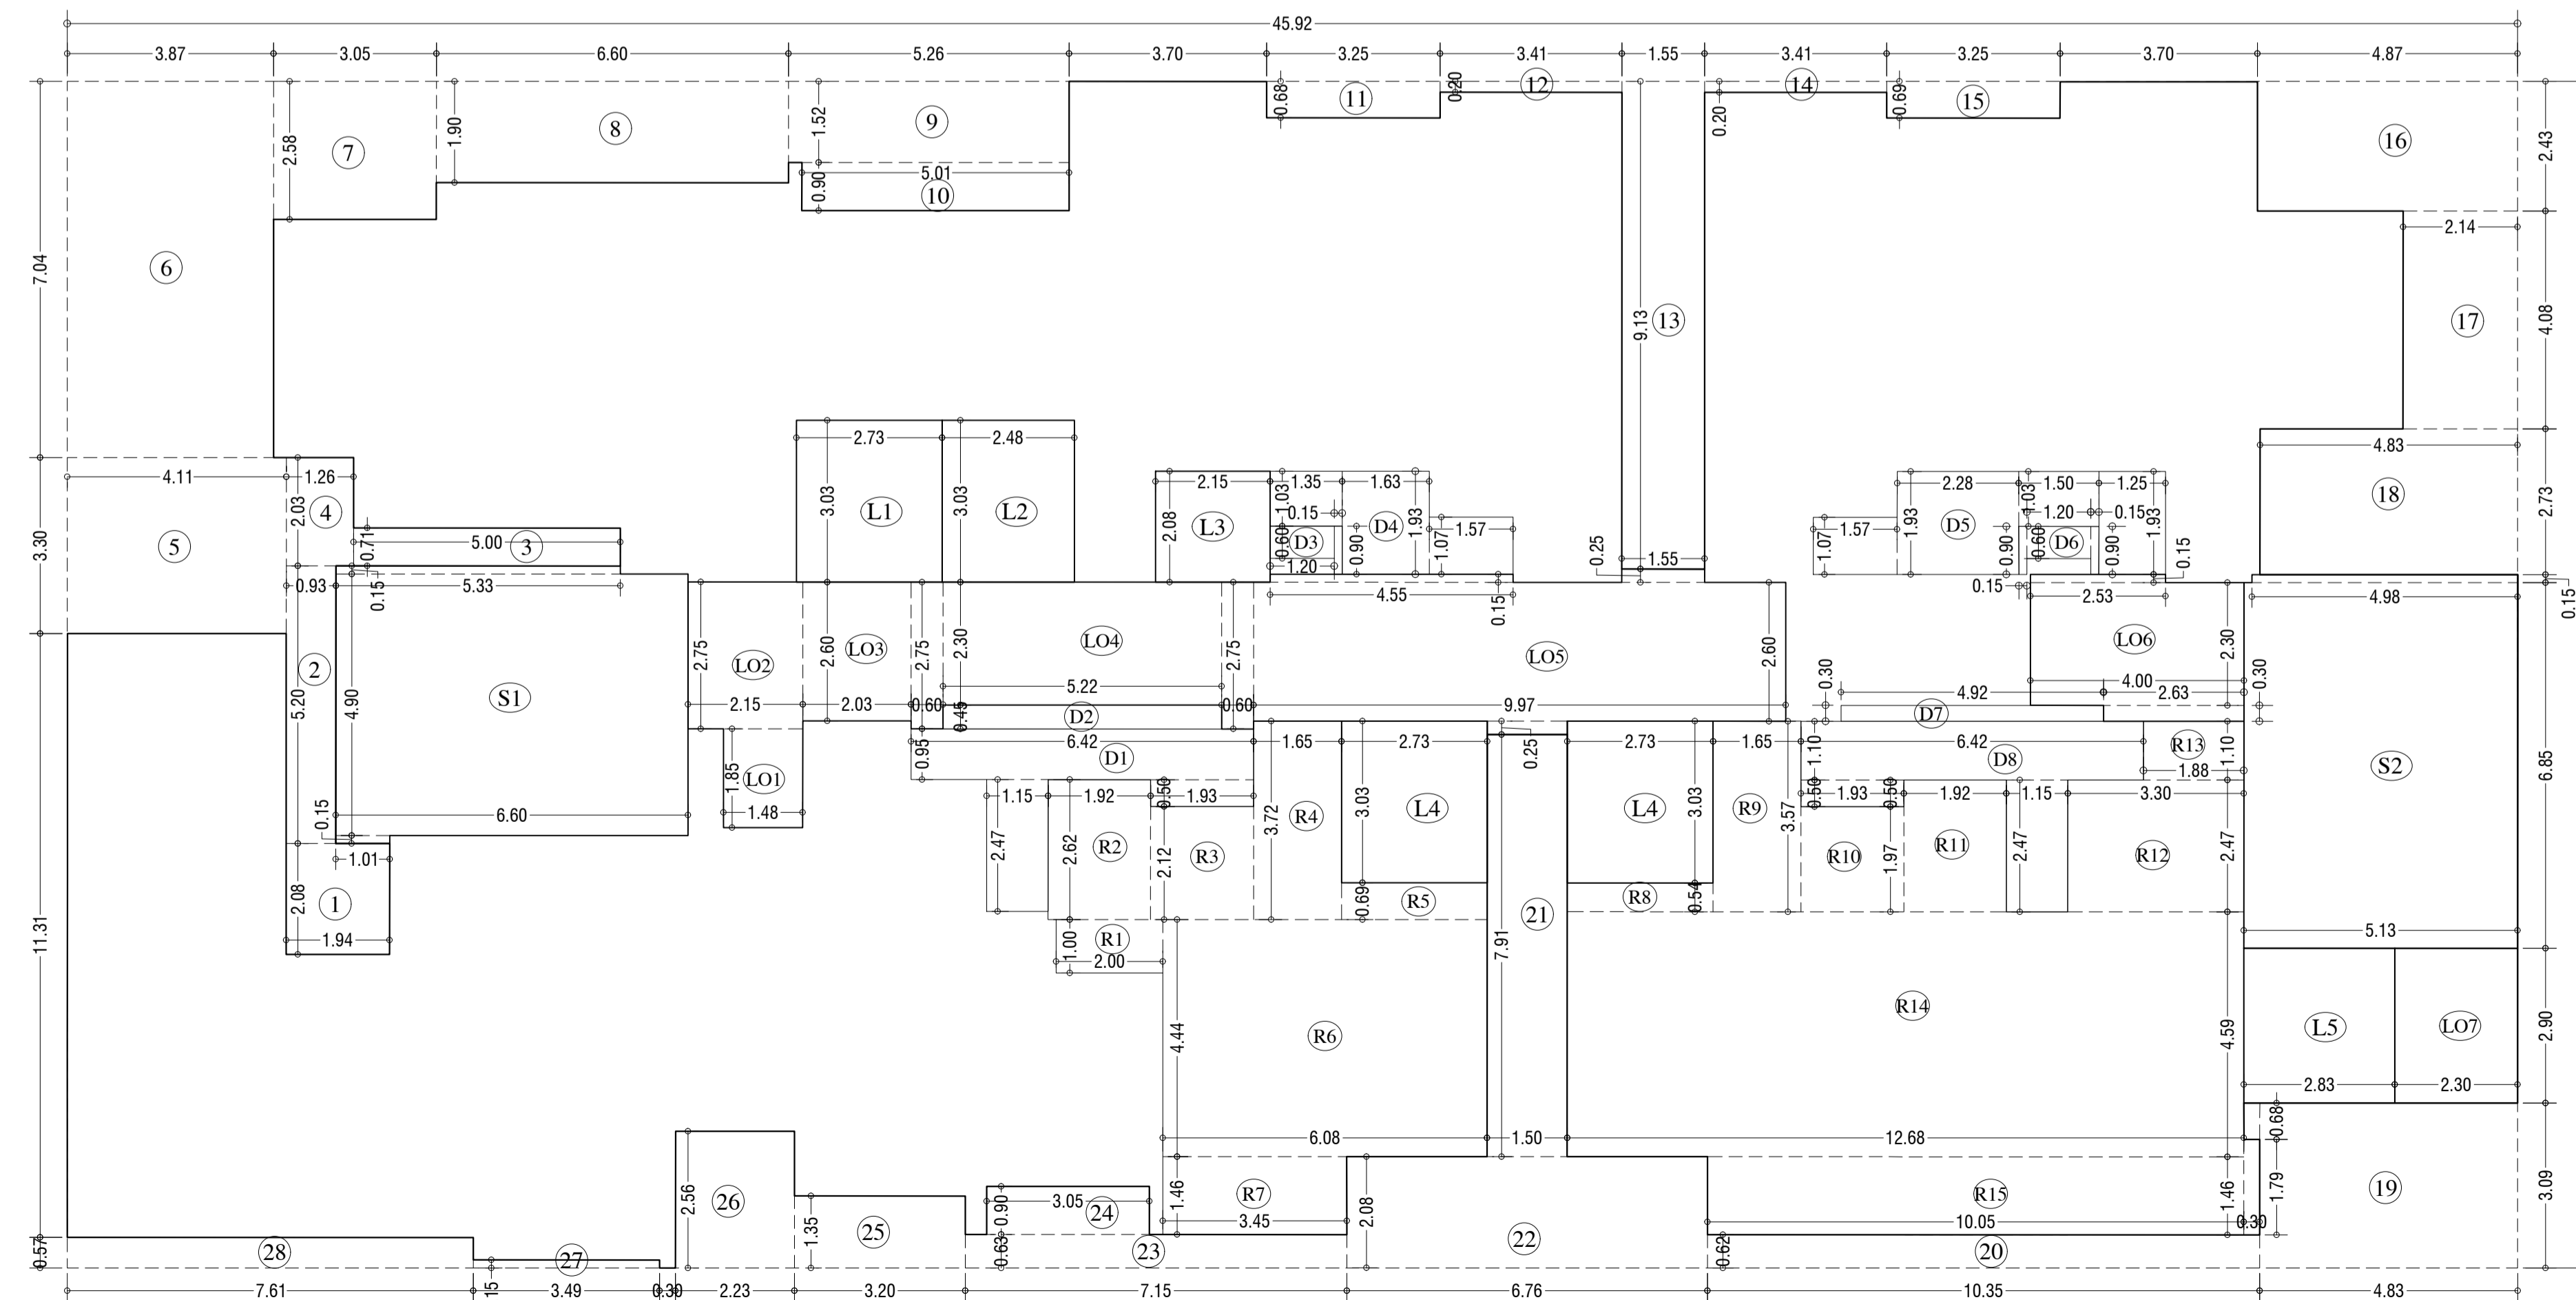 45.92
3.87 3.05 6.60 5.26 3.70 3.25 3.41 1.55 3.41 3.25 3.70 4.87
0.68 11 0.20 12 14 0.69 15
2.58 7 1.90 8 1.52 9 0.20 16 2.43
5.01
0.90 10
2.14
7.04 6 9.13 13 17 4.08
2.73 2.48 4.83
2.15 1.35 1.63 2.28 1.50 1.25
4.11 1.26
3.03 L1 3.03 L2 2.08 L3 1.03 0.15 D4 1.93 1.57 1.57 1.93 D5 1.03 1.20 0.15 1.93 18 2.73
2.03 4 0.71 5.00 3 0.60 D3 0.90 1.07 0.25 1.55 1.07 0.90 0.60 D6 0.90 0.15
3.30 5 1.20
0.93 0.15 5.33 4.55 0.15 0.15 2.53 4.98 0.15
2 2.75 LO2 2.60 LO3 2.75 2.30 LO4 2.75 LO5 2.60 LO6 2.30
5.20 4.90 S1 2.15 2.03 0.60 5.22 0.60 9.97 0.30 4.92 4.00 2.63 0.30
0.45 D2 D7
6.42 1.65 2.73 0.25 2.73 1.65 6.42 R13 1.10
0.95 D1 1.10 D8 1.88 S2 6.85
0.15 6.60 1.85 LO1 1.48 1.15 1.92 0.50 1.93 R4 3.03 L4 L4 3.03 R9 3.57 0.50 1.93 0.50 1.92 1.15 3.30
1.01 2.47 2.62 R2 2.12 R3 3.72 R10 1.97 R11 2.47 R12 2.47
2.08 1 0.69 R5 21 R8 0.54
1.94 1.00 R1 2.00 7.91 5.13
11.31 4.44 R6 R14 4.59 L5 LO7 2.90
2.83 2.30
6.08 1.50 12.68 0.68
2.56 26 0.90 3.05 24 1.46 R7 2.08 R15 1.46 1.79 19 3.09
1.35 25 3.45 22 10.05 0.30
0.57 28 27 0.63 23 0.62 20
7.61 15 3.49 0.30 2.23 3.20 7.15 6.76 10.35 4.83